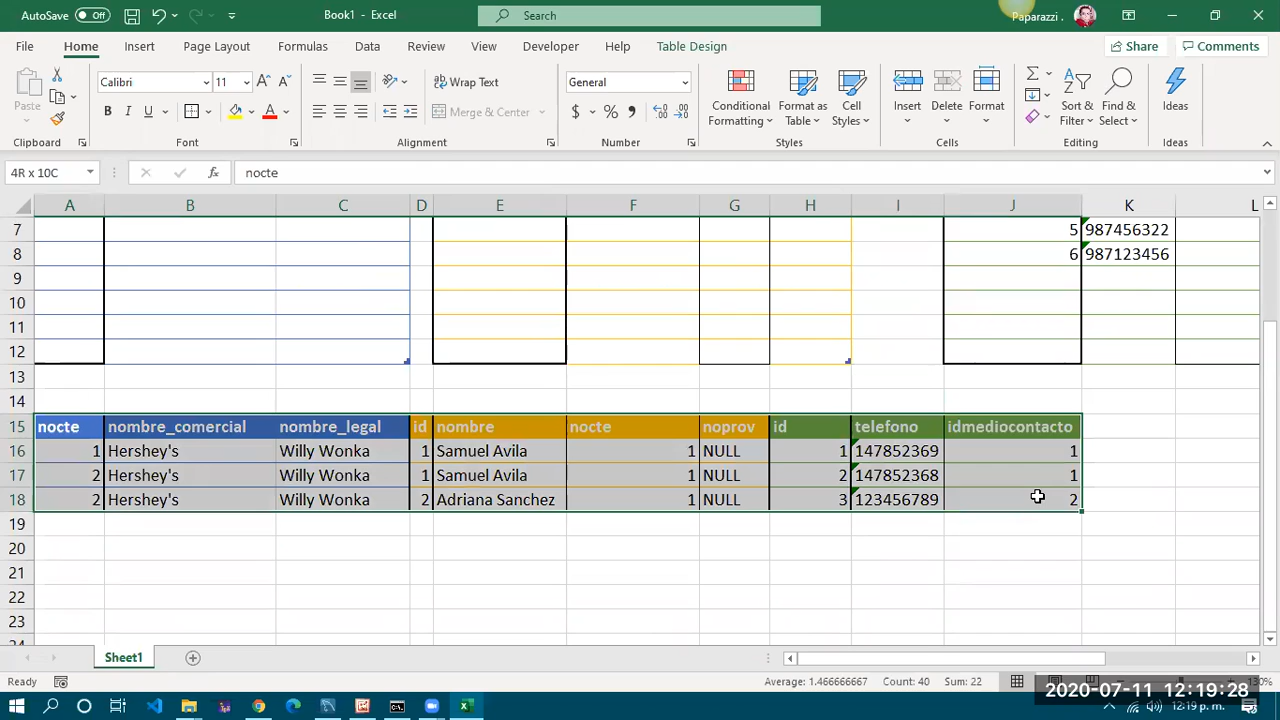 AutoSave Off Book1 - Excel Search Paparazzi .
File Home Insert Page Layout Formulas Data Review View Developer Help Table Design Share Comments
Paste Calibri 11 Wrap Text General Conditional Format as Cell Insert Delete Format Sort & Find & Ideas
B I U Merge & Center $ % Formatting Table Styles Filter Select
Clipboard Font Alignment Number Styles Cells Editing Ideas
4R x 10C fx nocte
A B C D E F G H I J K L
7 5 987456322
8 6 987123456
9
10
11
12
13
14
15 nocte nombre_comercial nombre_legal id nombre nocte noprov id telefono idmediocontacto
16 1 Hershey's Willy Wonka 1 Samuel Avila 1 NULL 1 147852369 1
17 2 Hershey's Willy Wonka 1 Samuel Avila 1 NULL 2 147852368 1
18 2 Hershey's Willy Wonka 2 Adriana Sanchez 1 NULL 3 123456789 2
19
20
21
22
23
Sheet1
Ready Average: 1.466666667 Count: 40 Sum: 22 130%
2020-07-11 12:19:28
12:19 p. m.